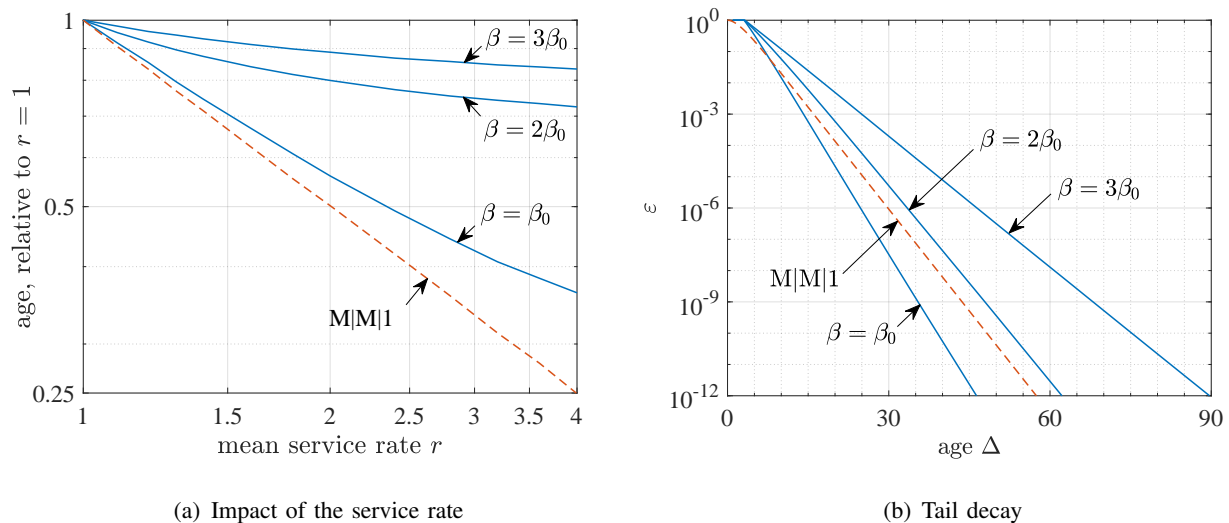 1
0.5
0.25
1
1.5
2
2.5
3
3.5
4
age, relative to r = 1
mean service rate r
β = 3β₀
β = 2β₀
β = β₀
M|M|1
(a) Impact of the service rate
10⁰
10⁻³
10⁻⁶
10⁻⁹
10⁻¹²
0
30
60
90
ε
age Δ
β = 2β₀
β = 3β₀
M|M|1
β = β₀
(b) Tail decay